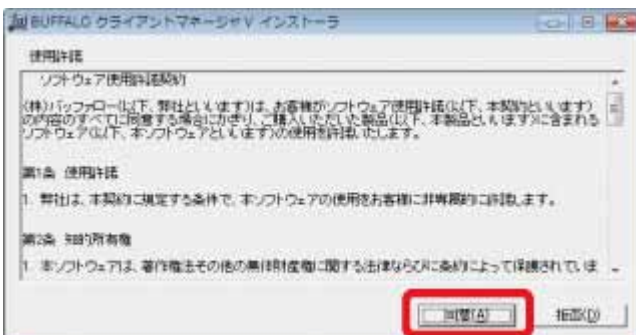 BUFFALO クライアントマネージャV インストーラ
使用許諾
ソフトウェア使用許諾契約
(株)バッファロー(以下、弊社といいます)は、お客様がソフトウェア使用許諾(以下、本契約といいます)
の内容のすべてに同意する場合にかぎり、ご購入いただいた製品(以下、本製品といいます)に含まれる
ソフトウェア(以下、本ソフトウェアといいます)の使用を許諾いたします。
第1条 使用許諾
1. 弊社は、本契約に規定する条件で、本ソフトウェアの使用をお客様に非専属的に許諾します。
第2条 知的所有権
1. 本ソフトウェアは、著作権法その他の無体財産権に関する法律ならびに条約によって保護されていま
同意(A)
拒否(D)